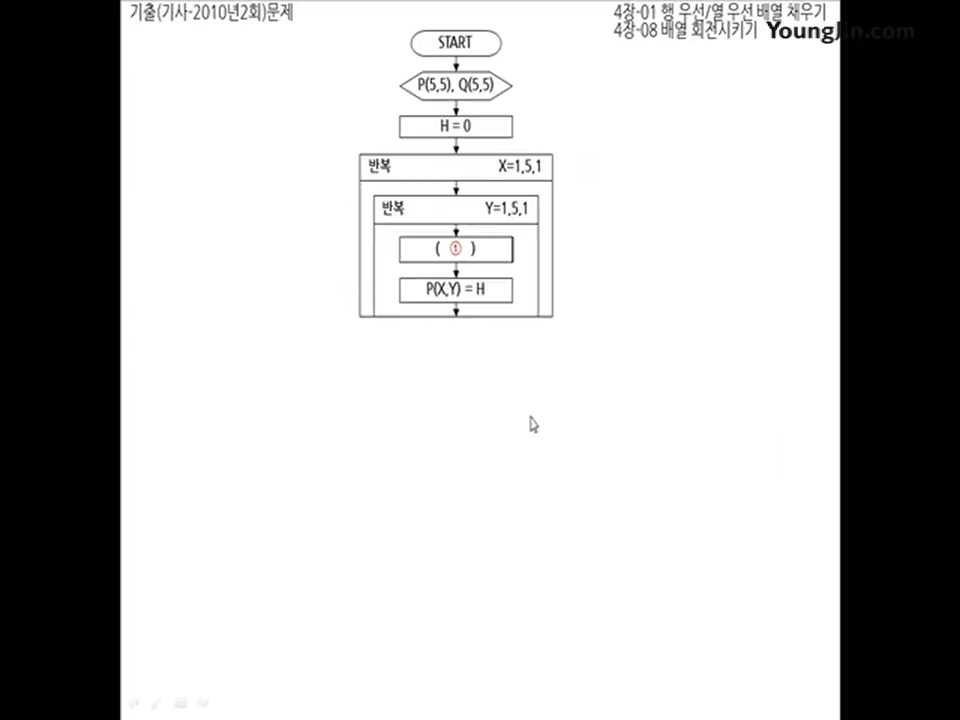 기출(기사-2010년2회)문제
4장-01 행 우선/열 우선 배열 채우기
4장-08 배열 회전시키기
YoungJin.com
START
P(5,5), Q(5,5)
H = 0
반복 X=1,5,1
반복 Y=1,5,1
( ① )
P(X,Y) = H